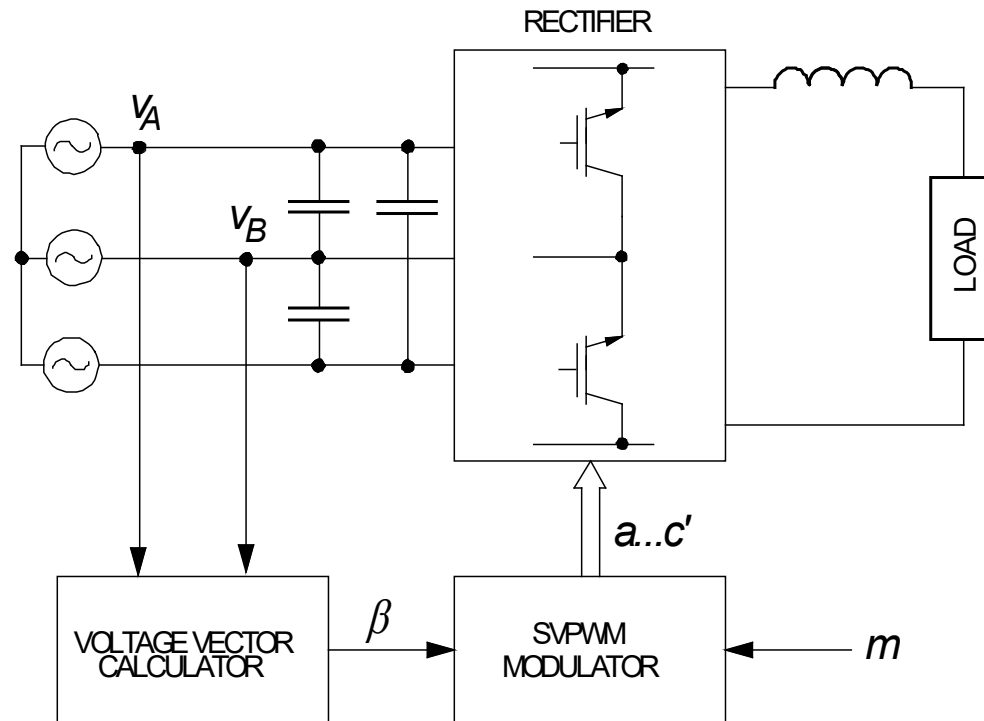 RECTIFIER
vA
vB
LOAD
a...c'
VOLTAGE VECTOR
CALCULATOR
β
SVPWM
MODULATOR
m